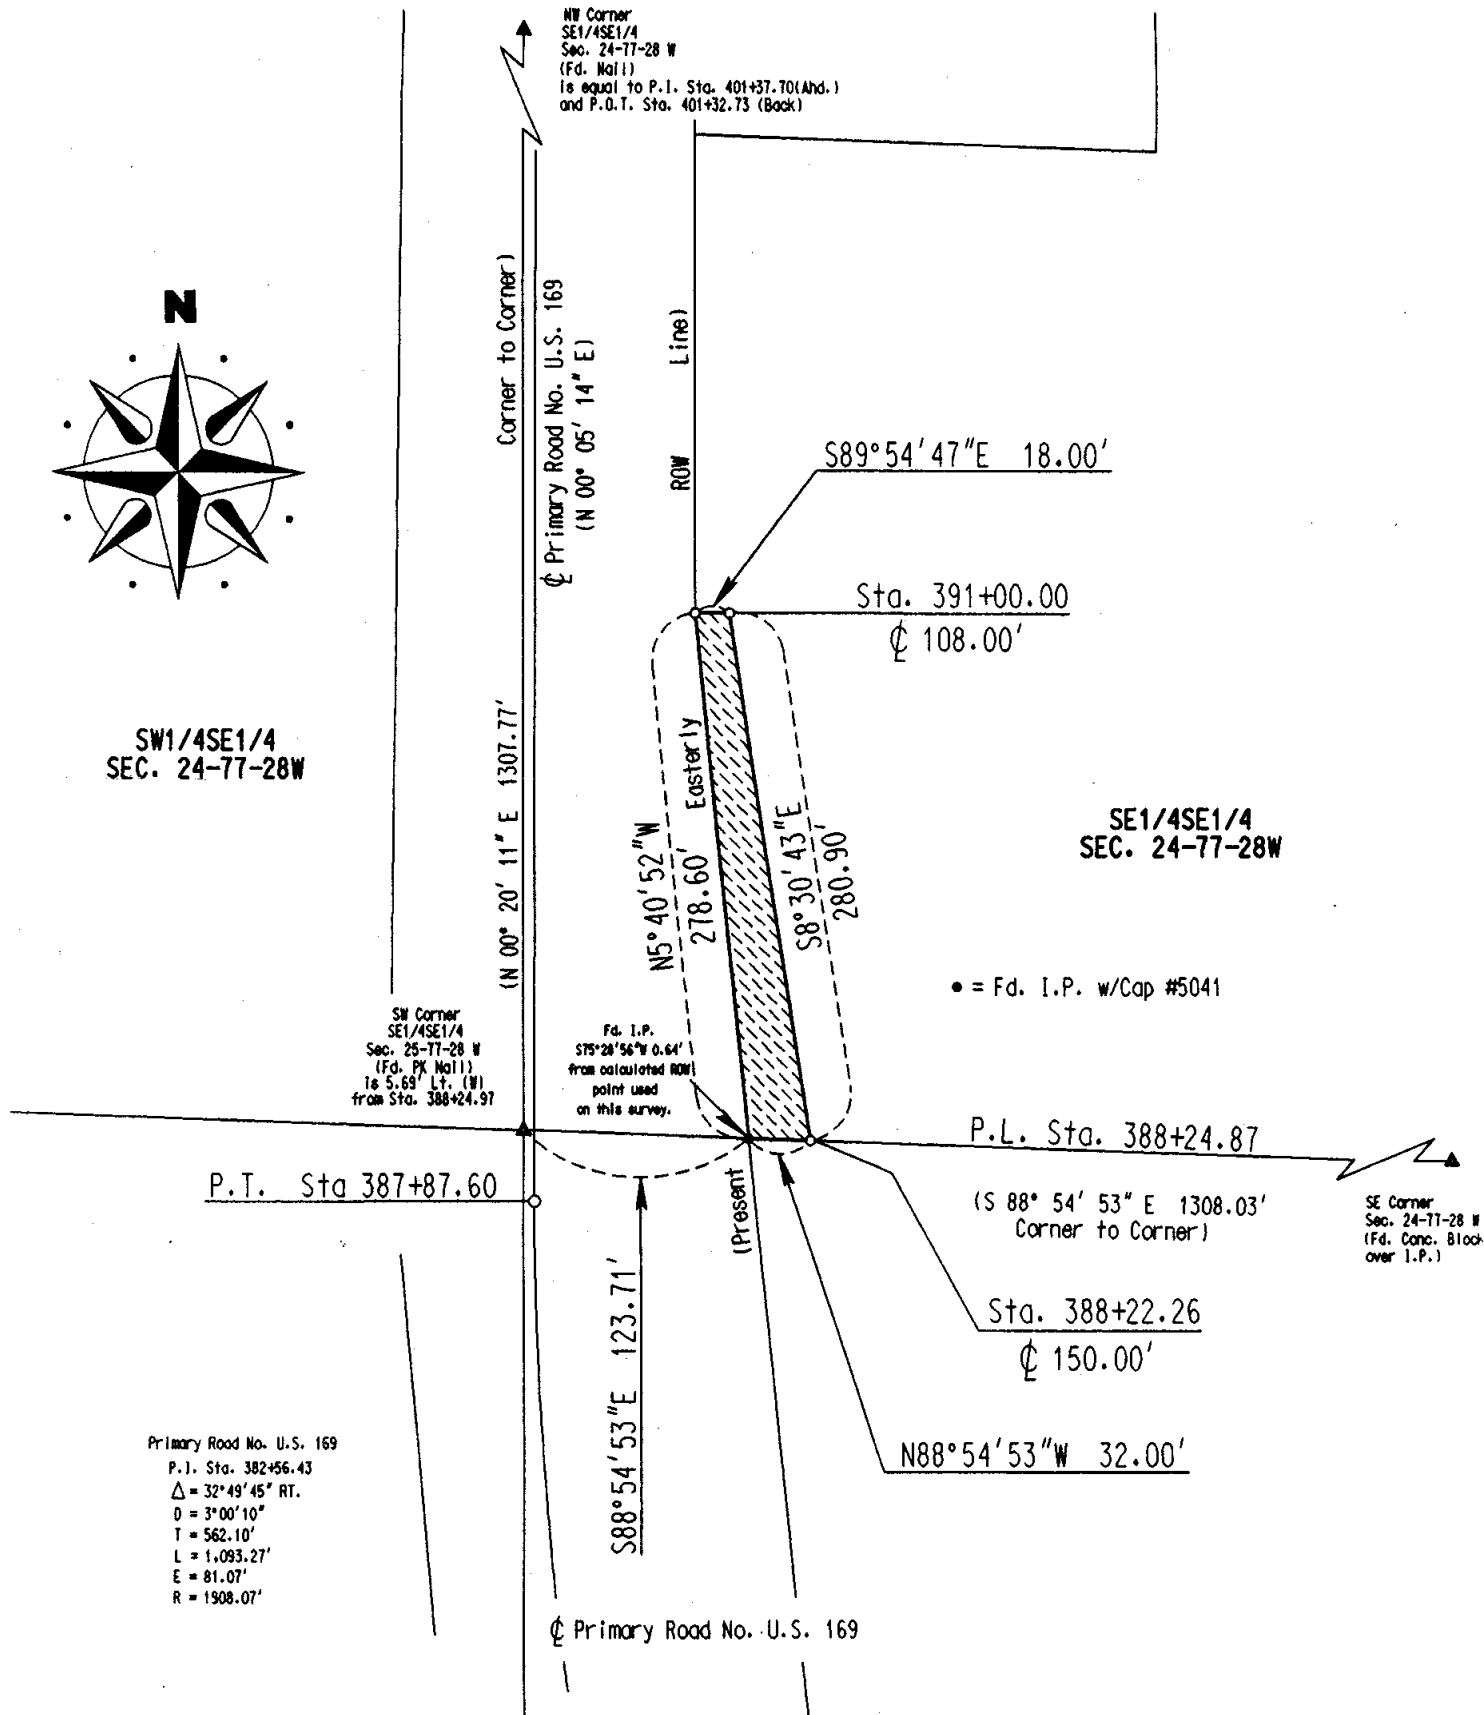 NW Corner
SE1/4SE1/4
Sec. 24-77-28 W
(Fd. Nail)
is equal to P.I. Sta. 401+37.70(Ahd.)
and P.O.T. Sta. 401+32.73 (Back)
N
Corner to Corner)
(N 00° 20' 11" E 1307.77'
℄ Primary Road No. U.S. 169
(N 00° 05' 14" E)
Line)
ROW
Easterly
(Present
S89°54'47"E 18.00'
Sta. 391+00.00
℄ 108.00'
SW1/4SE1/4
SEC. 24-77-28W
N5°40'52"W
278.60'
S8°30'43"E
280.90'
SE1/4SE1/4
SEC. 24-77-28W
• = Fd. I.P. w/Cap #5041
SW Corner
SE1/4SE1/4
Sec. 25-77-28 W
(Fd. PK Nail)
is 5.69' Lt. (W)
from Sta. 388+24.97
Fd. I.P.
S75°28'56"W 0.64'
from calculated ROW
point used
on this survey.
P.L. Sta. 388+24.87
P.T. Sta 387+87.60
(S 88° 54' 53" E 1308.03'
Corner to Corner)
SE Corner
Sec. 24-77-28 W
(Fd. Conc. Block
over I.P.)
S88°54'53"E 123.71'
Sta. 388+22.26
℄ 150.00'
N88°54'53"W 32.00'
Primary Road No. U.S. 169
P.I. Sta. 382+56.43
Δ = 32°49'45" RT.
D = 3°00'10"
T = 562.10'
L = 1,093.27'
E = 81.07'
R = 1908.07'
℄ Primary Road No. U.S. 169